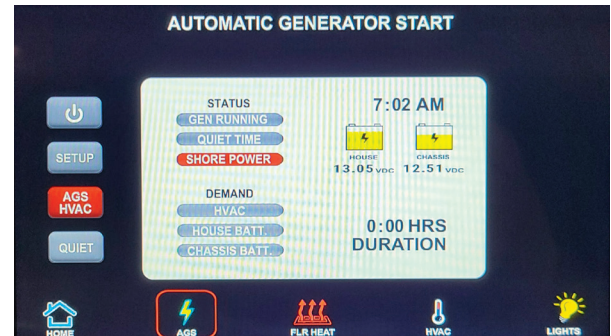 AUTOMATIC GENERATOR START
STATUS
GEN RUNNING
QUIET TIME
SHORE POWER
DEMAND
HVAC
HOUSE BATT.
CHASSIS BATT.
7:02 AM
HOUSE CHASSIS
13.05 VDC 12.51 VDC
0:00 HRS
DURATION
SETUP
AGS
HVAC
QUIET
HOME AGS FLR HEAT HVAC LIGHTS